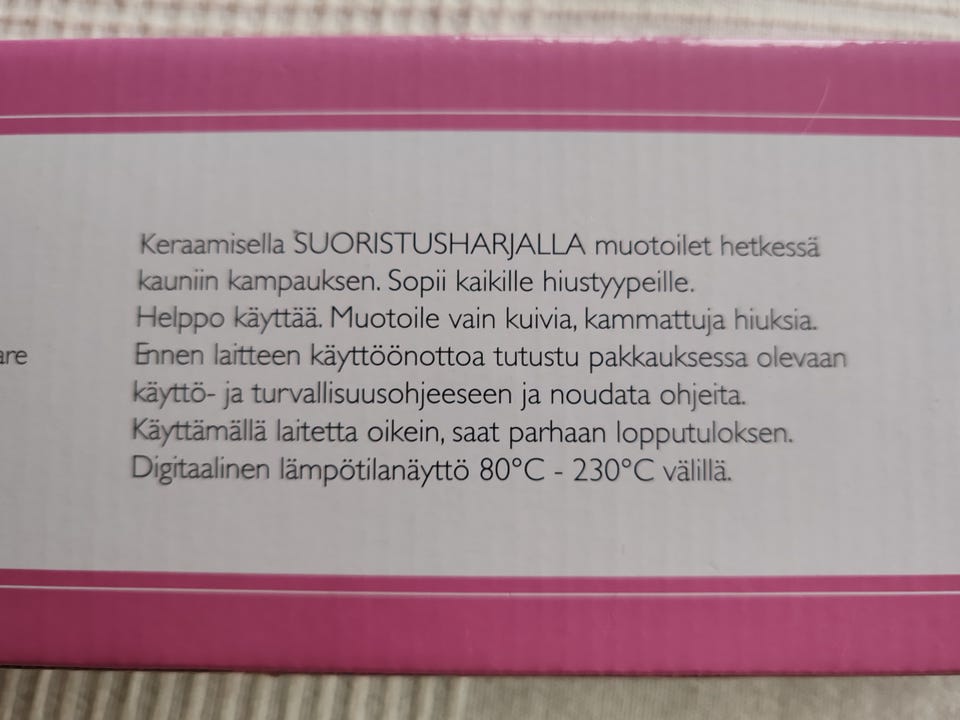 Keraamisella SUORISTUSHARJALLA muotoilet hetkessä
kauniin kampauksen. Sopii kaikille hiustyypeille.
Helppo käyttää. Muotoile vain kuivia, kammattuja hiuksia.
Ennen laitteen käyttöönottoa tutustu pakkauksessa olevaan
käyttö- ja turvallisuusohjeeseen ja noudata ohjeita.
Käyttämällä laitetta oikein, saat parhaan lopputuloksen.
Digitaalinen lämpötilanäyttö 80°C - 230°C välillä.